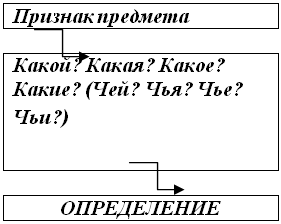 Признак предмета
Какой? Какая? Какое?
Какие? (Чей? Чья? Чье?
Чьи?)
ОПРЕДЕЛЕНИЕ